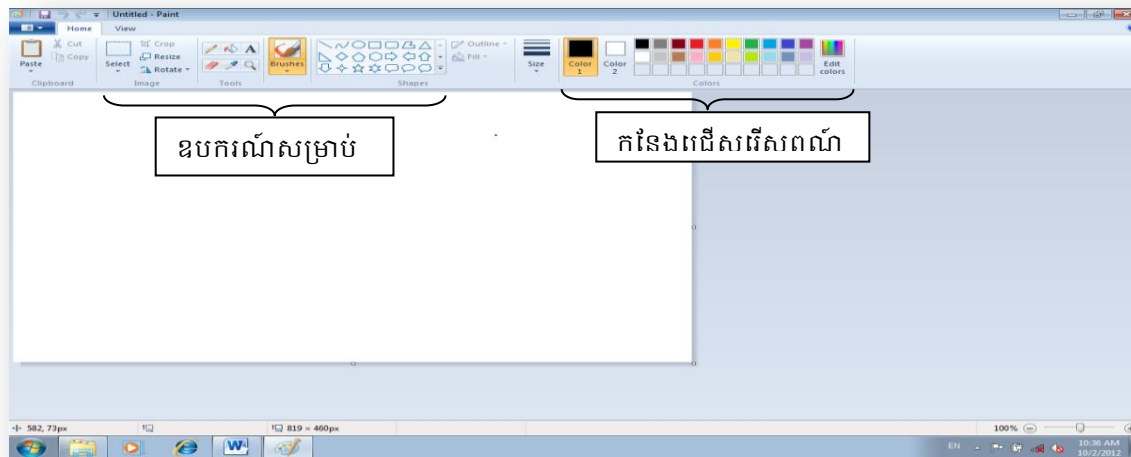 Untitled - Paint
Home View
Paste
Cut
Copy
Clipboard
Select
Crop
Resize
Rotate
Image
Tools
Brushes
Shapes
Outline
Fill
Size
Color 1
Color 2
Edit colors
Colors
ឧបករណ៍សម្រាប់
កន្លែងជ្រើសរើសពណ៍
582, 73px
819 × 460px
100%
W
EN
10:36 AM
10/2/2012